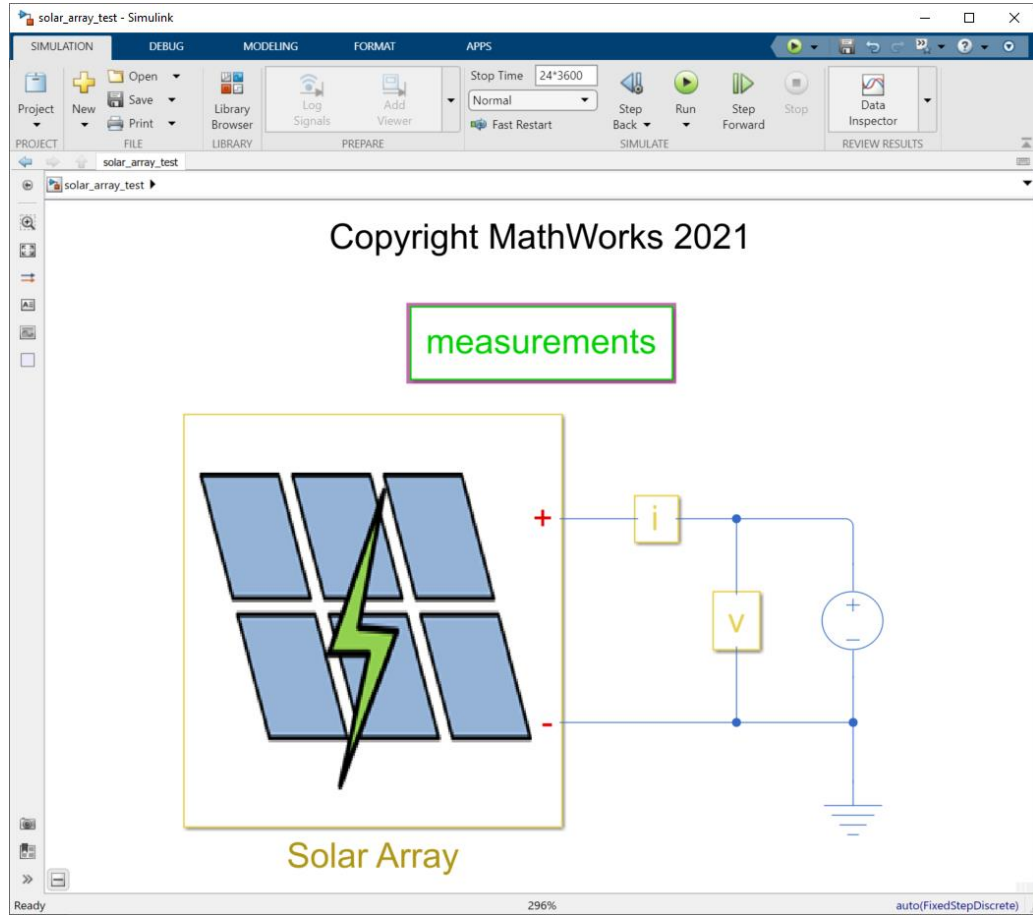 solar_array_test - Simulink
SIMULATION DEBUG MODELING FORMAT APPS
Project New Open Save Print
Library Browser
Log Signals
Add Viewer
Stop Time 24*3600
Normal
Fast Restart
Step Back
Run
Step Forward
Stop
Data Inspector
PROJECT FILE LIBRARY PREPARE SIMULATE REVIEW RESULTS
solar_array_test
solar_array_test
Copyright MathWorks 2021
measurements
+
i
v
+
−
-
Solar Array
Ready 296% auto(FixedStepDiscrete)